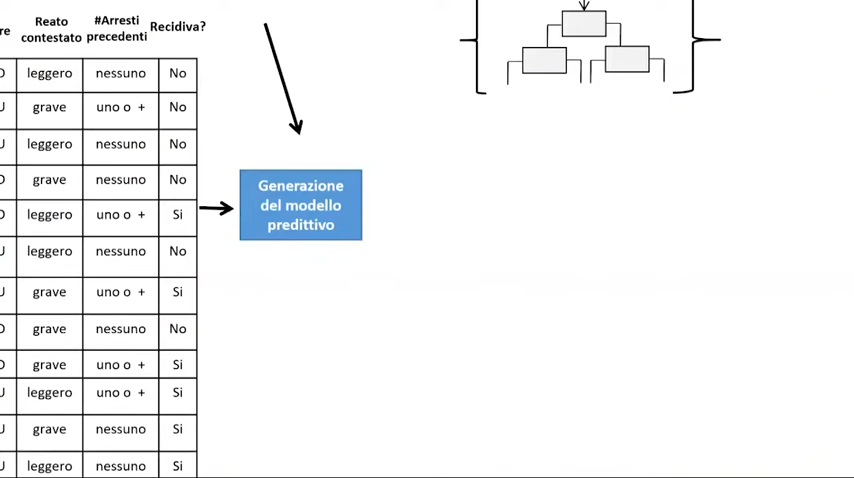 re Reato contestato #Arresti precedenti Recidiva?
D leggero nessuno No
U grave uno o + No
U leggero nessuno No
D grave nessuno No
D leggero uno o + Si
U leggero nessuno No
U grave uno o + Si
D grave nessuno No
D grave uno o + Si
U leggero uno o + Si
U grave nessuno Si
U leggero nessuno Si
Generazione
del modello
predittivo